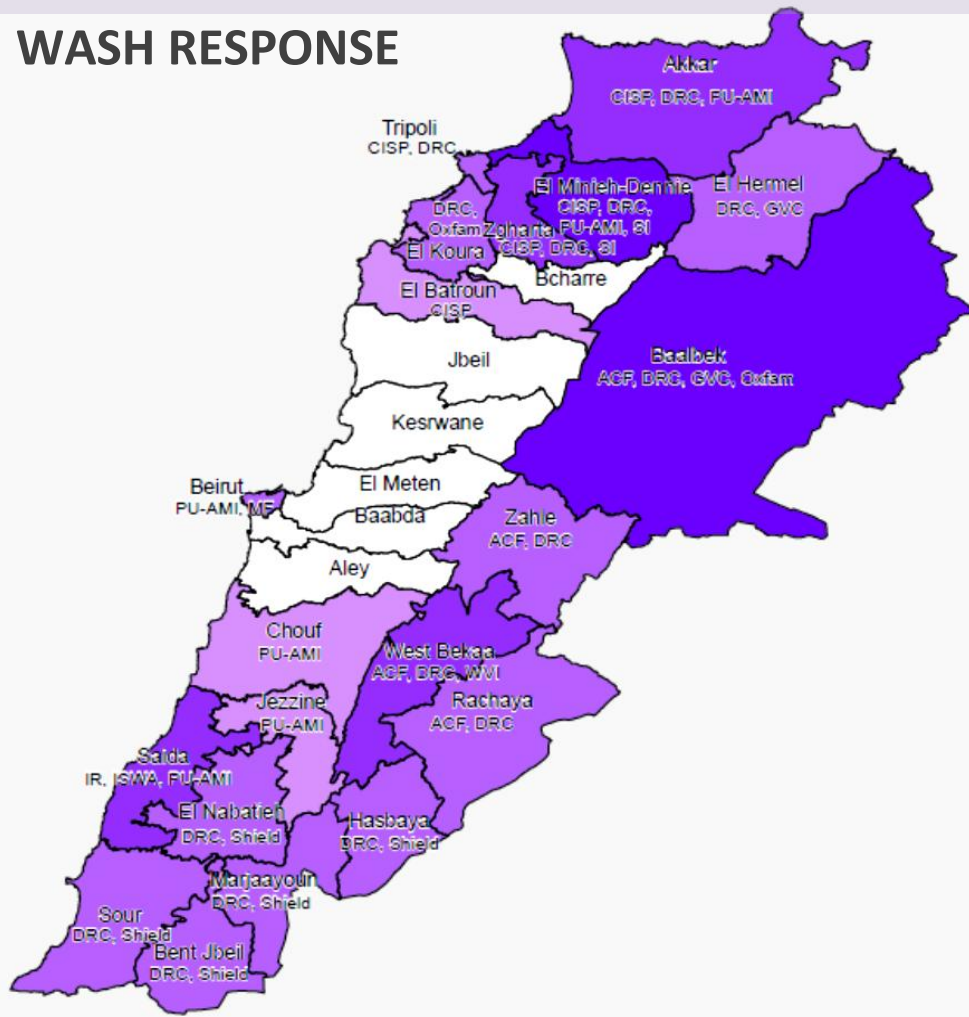 WASH RESPONSE
Akkar
CISP, DRC, PU-AMI
Tripoli
CISP, DRC
El Minieh-Dennie
CISP, DRC,
PU-AMI, SI
El Hermel
DRC, GVC
DRC,
Oxfam
El Koura
Zgharta
CISP, DRC, SI
Bcharre
El Batroun
CISP
Jbeil
Baalbek
ACF, DRC, GVC, Oxfam
Kesrwane
El Meten
Beirut
PU-AMI, MF
Baabda
Zahle
ACF, DRC
Aley
Chouf
PU-AMI
West Bekaa
ACF, DRC, WVI
Jezzine
PU-AMI
Rachaya
ACF, DRC
Saida
IR, ISWA, PU-AMI
El Nabatieh
DRC, Shield
Hasbaya
DRC, Shield
Marjaayoun
DRC, Shield
Sour
DRC, Shield
Bent Jbeil
DRC, Shield